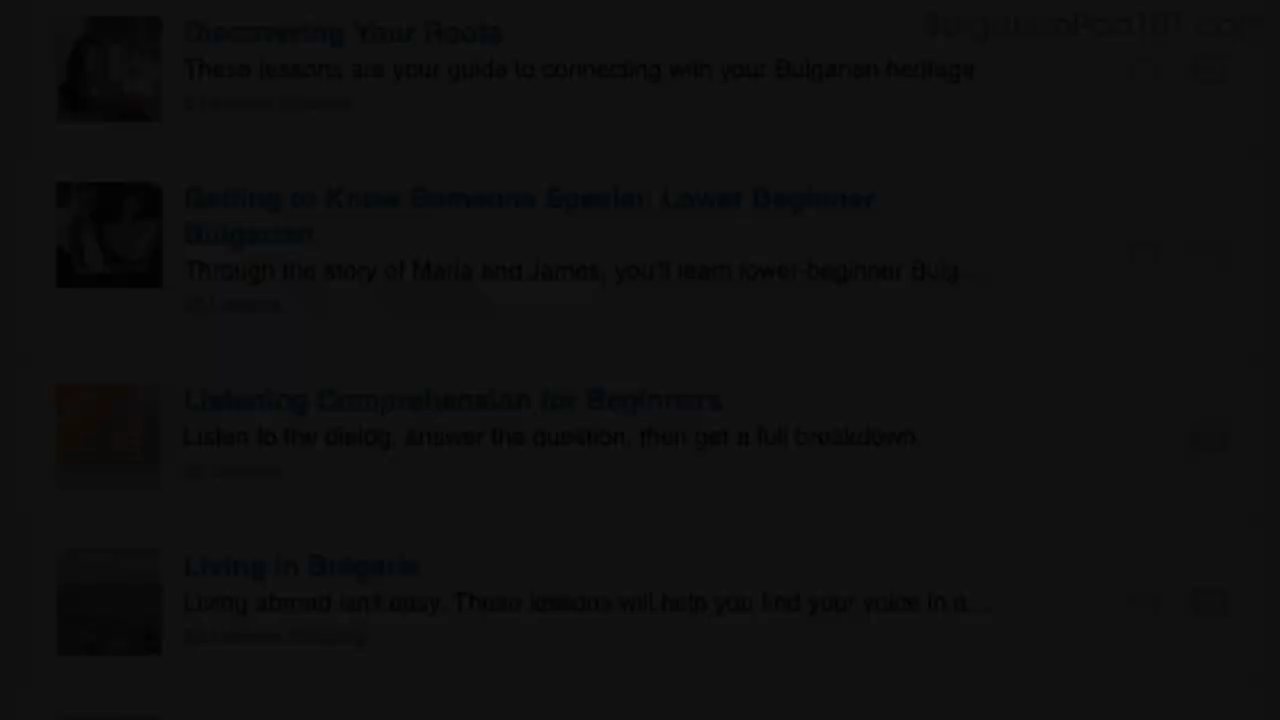 BulgarianPod101.com
Discovering Your Roots
These lessons are your guide to connecting with your Bulgarian heritage
Getting to Know Someone Special: Lower Beginner
Bulgarian
Through the story of Maria and James, you'll learn lower-beginner Bulg...
Listening Comprehension for Beginners
Listen to the dialog, answer the question, then get a full breakdown.
Living in Bulgaria
Living abroad isn't easy. These lessons will help you find your voice in a...